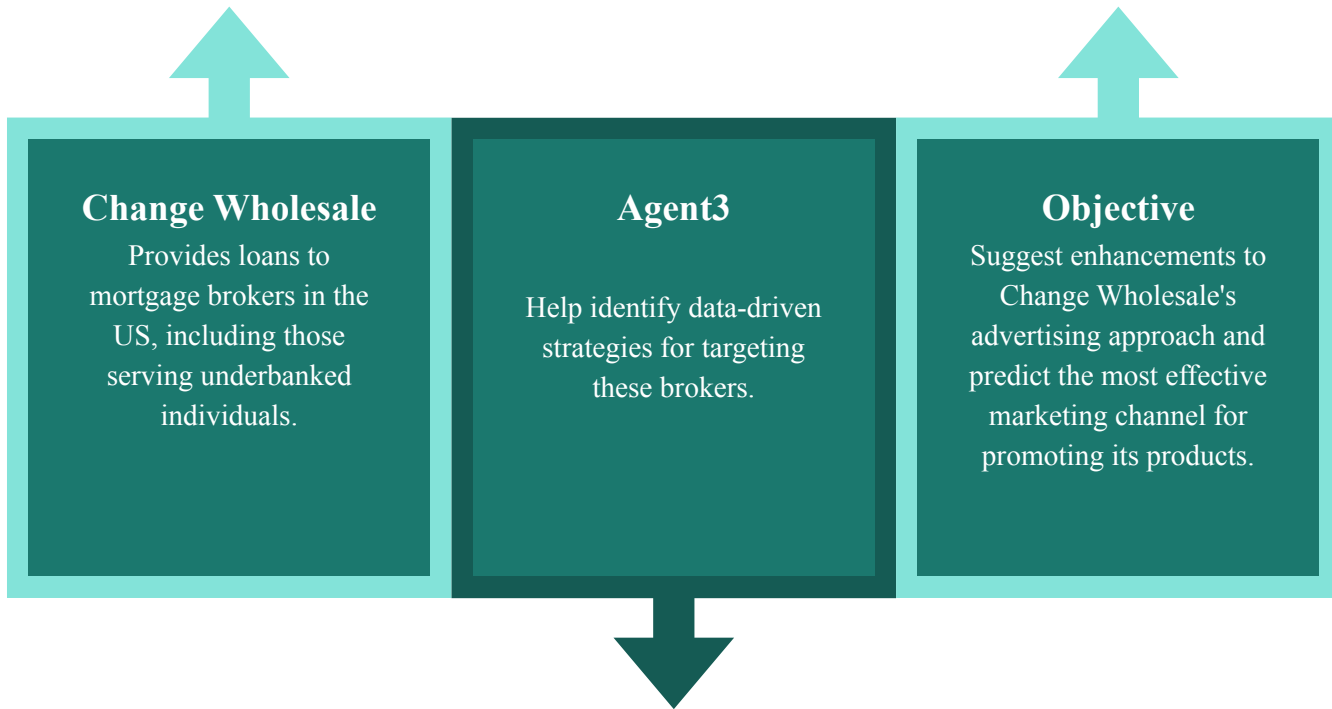 Change Wholesale
Provides loans to
mortgage brokers in the
US, including those
serving underbanked
individuals.
Agent3
Help identify data-driven
strategies for targeting
these brokers.
Objective
Suggest enhancements to
Change Wholesale's
advertising approach and
predict the most effective
marketing channel for
promoting its products.